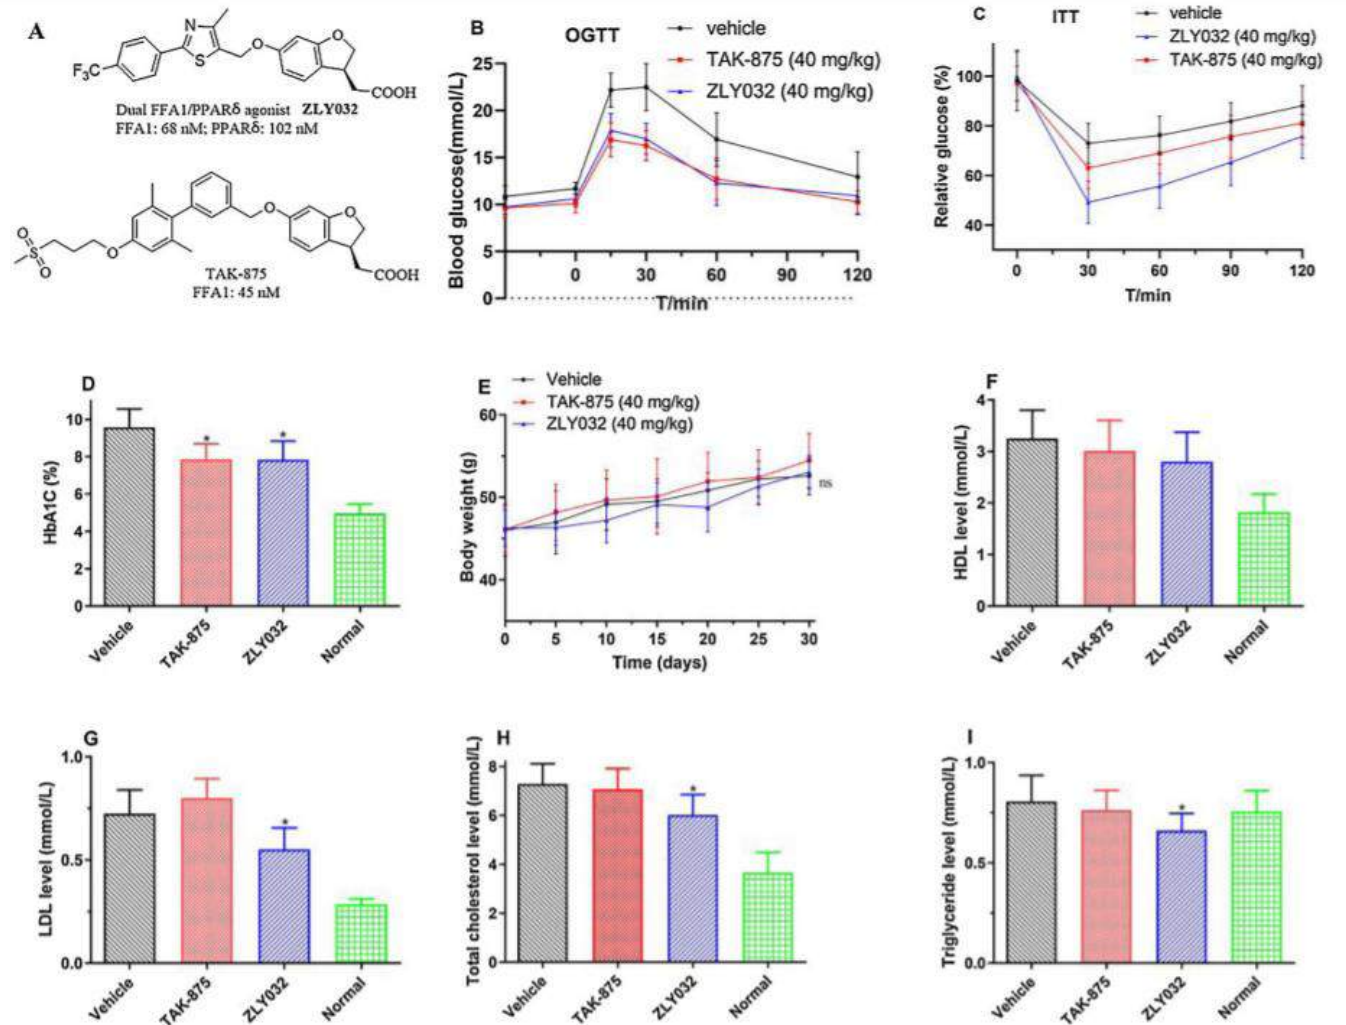 A
N
S
O
O
F₃C
COOH
Dual FFA1/PPARδ agonist ZLY032
FFA1: 68 nM; PPARδ: 102 nM
O
O
O
S
O
O
COOH
TAK-875
FFA1: 45 nM
B
OGTT
vehicle
TAK-875 (40 mg/kg)
ZLY032 (40 mg/kg)
Blood glucose(mmol/L)
25
20
15
10
5
0
0 30 60 90 120
T/min
C
ITT
vehicle
ZLY032 (40 mg/kg)
TAK-875 (40 mg/kg)
Relative glucose (%)
100
80
60
40
0 30 60 90 120
T/min
D
HbA1C (%)
10
8
6
4
2
0
* *
Vehicle TAK-875 ZLY032 Normal
E
Vehicle
TAK-875 (40 mg/kg)
ZLY032 (40 mg/kg)
Body weight (g)
60
50
40
ns
0 5 10 15 20 25 30
Time (days)
F
HDL level (mmol/L)
4
3
2
1
0
Vehicle TAK-875 ZLY032 Normal
G
LDL level (mmol/L)
1.0
0.5
0.0
*
Vehicle TAK-875 ZLY032 Normal
H
Total cholesterol level (mmol/L)
8
6
4
2
0
*
Vehicle TAK-875 ZLY032 Normal
I
Triglyceride level (mmol/L)
1.0
0.5
0.0
*
Vehicle TAK-875 ZLY032 Normal